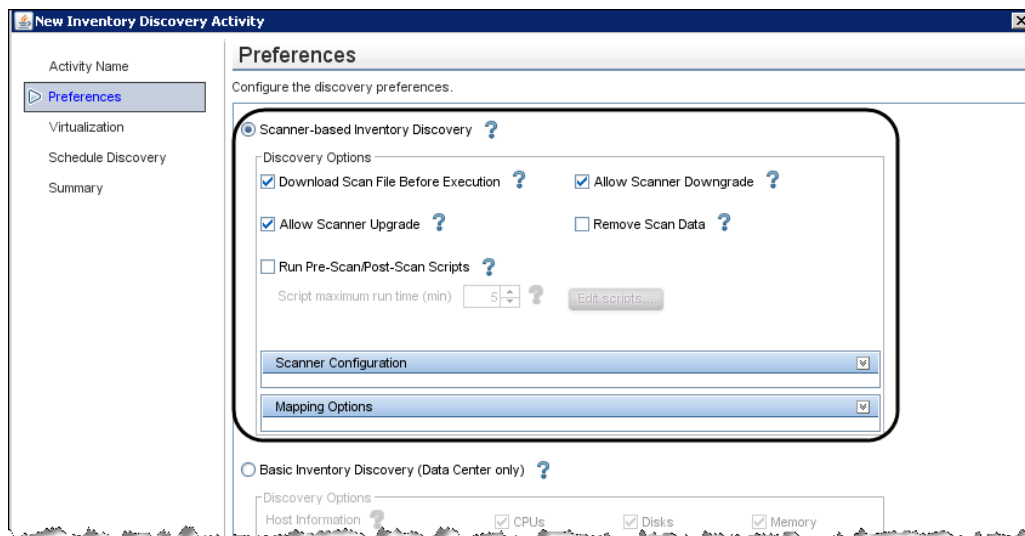 New Inventory Discovery Activity
Activity Name
Preferences
Virtualization
Schedule Discovery
Summary
Preferences
Configure the discovery preferences.
Scanner-based Inventory Discovery ?
Discovery Options
Download Scan File Before Execution ? Allow Scanner Downgrade ?
Allow Scanner Upgrade ? Remove Scan Data ?
Run Pre-Scan/Post-Scan Scripts ?
Script maximum run time (min) 5 ? Edit scripts...
Scanner Configuration
Mapping Options
Basic Inventory Discovery (Data Center only) ?
Discovery Options
Host Information ? CPUs Disks Memory